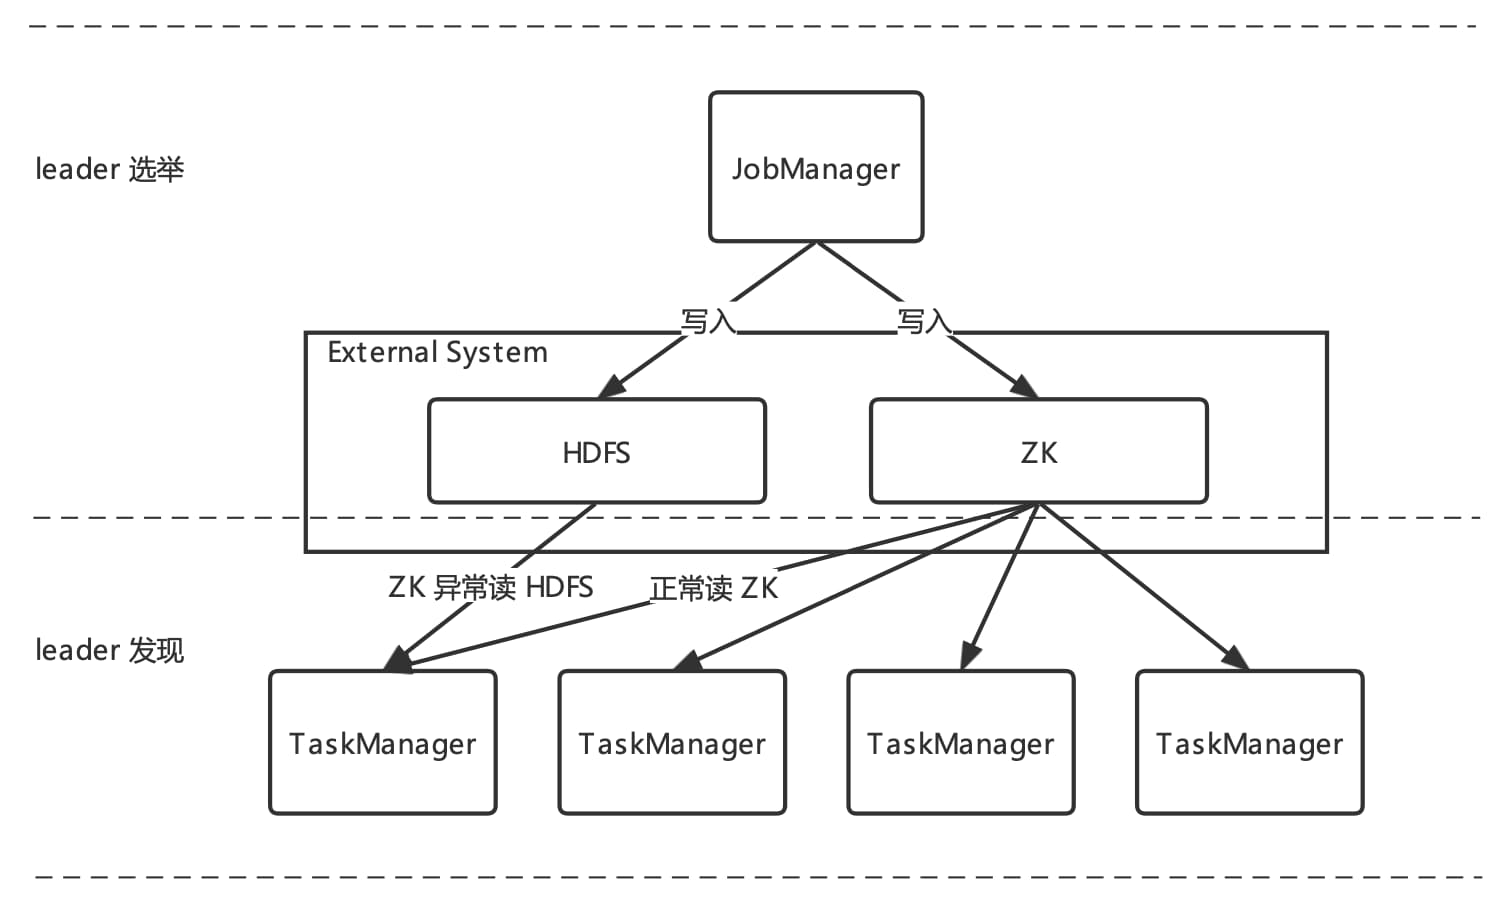 JobManager
leader 选举
写入
写入
External System
HDFS
ZK
ZK 异常读 HDFS
正常读 ZK
leader 发现
TaskManager
TaskManager
TaskManager
TaskManager